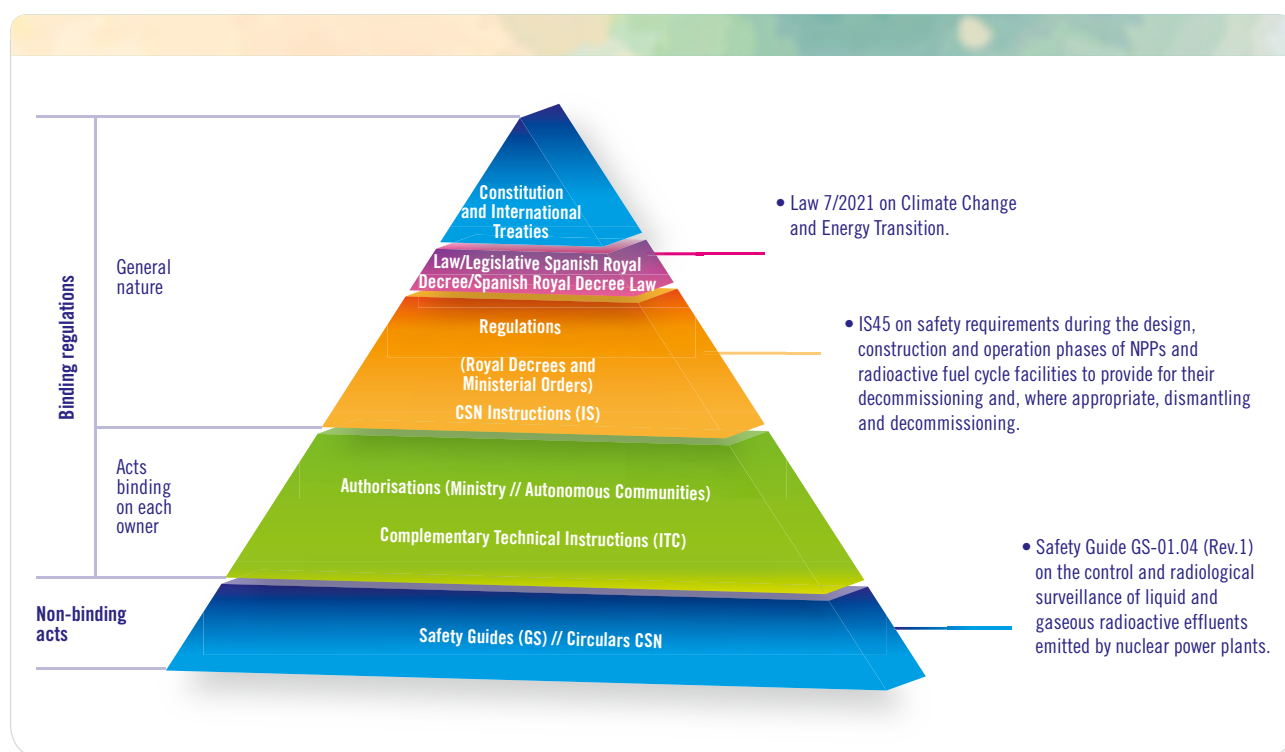 Constitution
and International
Treaties
Law/Legislative Spanish Royal
Decree/Spanish Royal Decree Law
Regulations
(Royal Decrees and
Ministerial Orders)
CSN Instructions (IS)
Authorisations (Ministry // Autonomous Communities)
Complementary Technical Instructions (ITC)
Safety Guides (GS) // Circulars CSN
Binding regulations
General
nature
Acts
binding
on each
owner
Non-binding
acts
• Law 7/2021 on Climate Change
and Energy Transition.
• IS45 on safety requirements during the design,
construction and operation phases of NPPs and
radioactive fuel cycle facilities to provide for their
decommissioning and, where appropriate, dismantling
and decommissioning.
• Safety Guide GS-01.04 (Rev.1)
on the control and radiological
surveillance of liquid and
gaseous radioactive effluents
emitted by nuclear power plants.